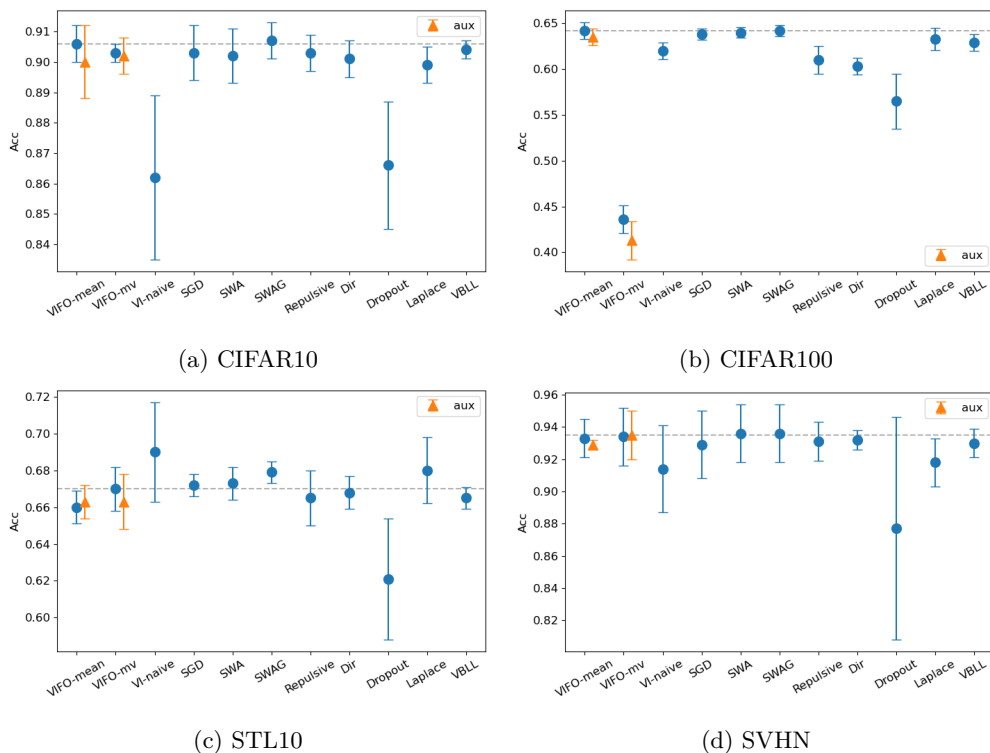 aux
0.91
0.90
0.89
0.88
0.87
0.86
0.85
0.84
Acc
VIFO-mean VIFO-mv VI-naive SGD SWA SWAG Repulsive Dir Dropout Laplace VBLL
(a) CIFAR10
0.65
0.60
0.55
0.50
0.45
0.40
Acc
aux
VIFO-mean VIFO-mv VI-naive SGD SWA SWAG Repulsive Dir Dropout Laplace VBLL
(b) CIFAR100
0.72
0.70
0.68
0.66
0.64
0.62
0.60
Acc
aux
VIFO-mean VIFO-mv VI-naive SGD SWA SWAG Repulsive Dir Dropout Laplace VBLL
(c) STL10
0.96
0.94
0.92
0.90
0.88
0.86
0.84
0.82
Acc
aux
VIFO-mean VIFO-mv VI-naive SGD SWA SWAG Repulsive Dir Dropout Laplace VBLL
(d) SVHN